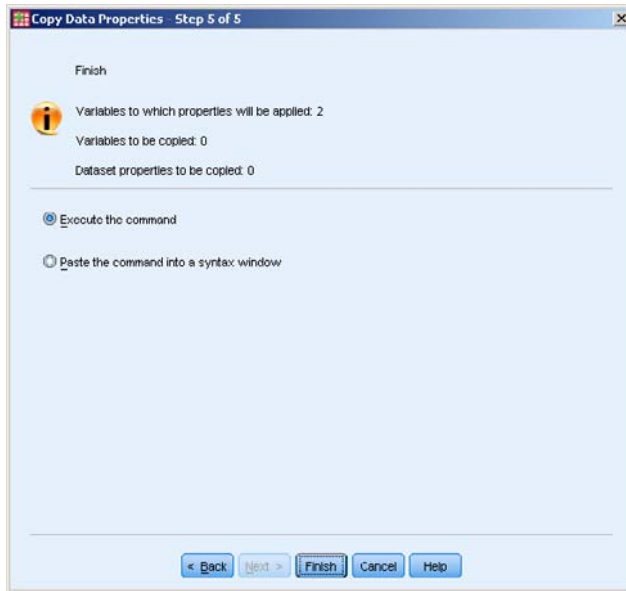 Copy Data Properties - Step 5 of 5
Finish
Variables to which properties will be applied: 2
Variables to be copied: 0
Dataset properties to be copied: 0
Execute the command
Paste the command into a syntax window
< Back Next > Finish Cancel Help